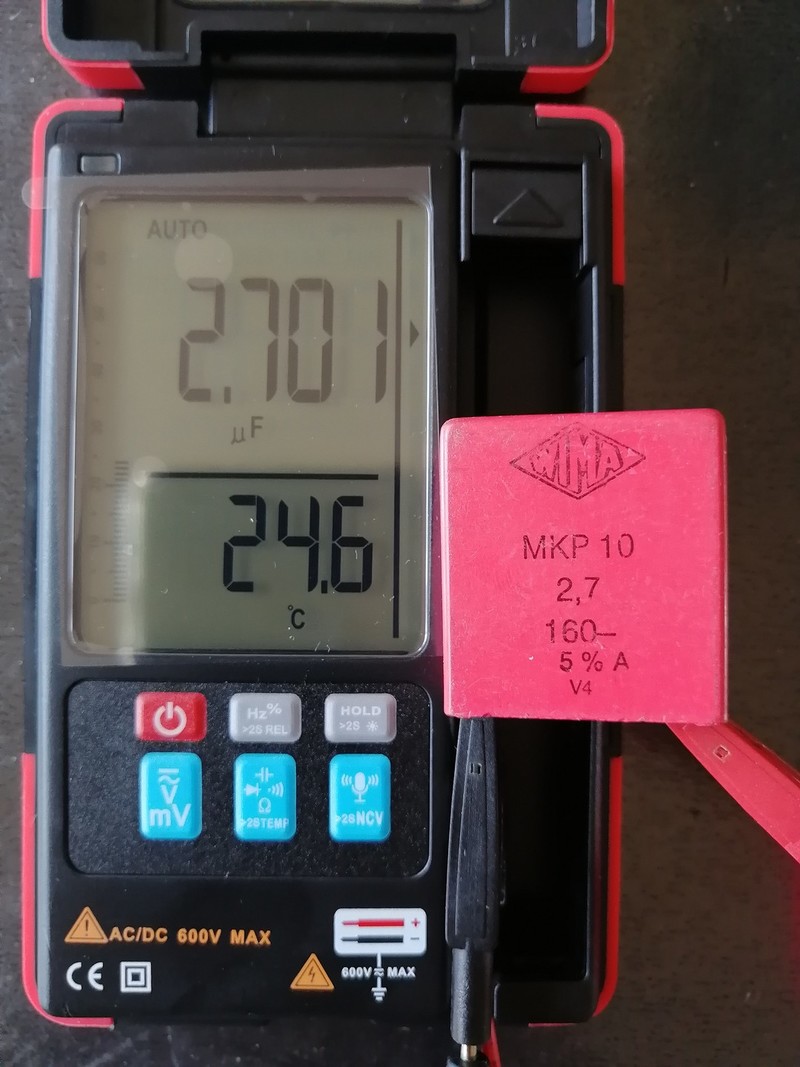 AUTO
2.701
µF
24.6
°C
WIMA
MKP 10
2,7
160–
5% A
V4
Hz%
>2S REL
HOLD
>2S
V
mV
Ω
>2STEMP
>2SNCV
AC/DC 600V MAX
+
−
600V≂MAX
CE